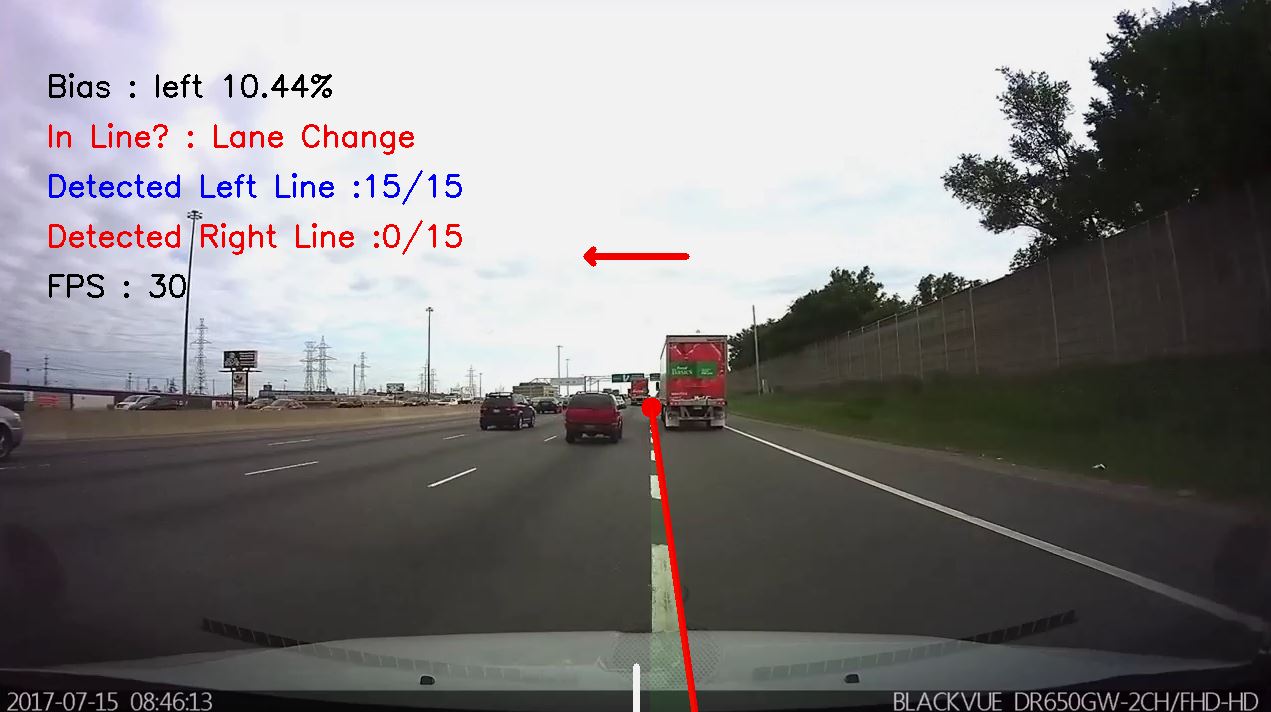 Bias : left 10.44%
In Line? : Lane Change
Detected Left Line :15/15
Detected Right Line :0/15
FPS : 30
Basics
2017-07-15 08:46:13
BLACKVUE DR650GW-2CH/FHD-HD